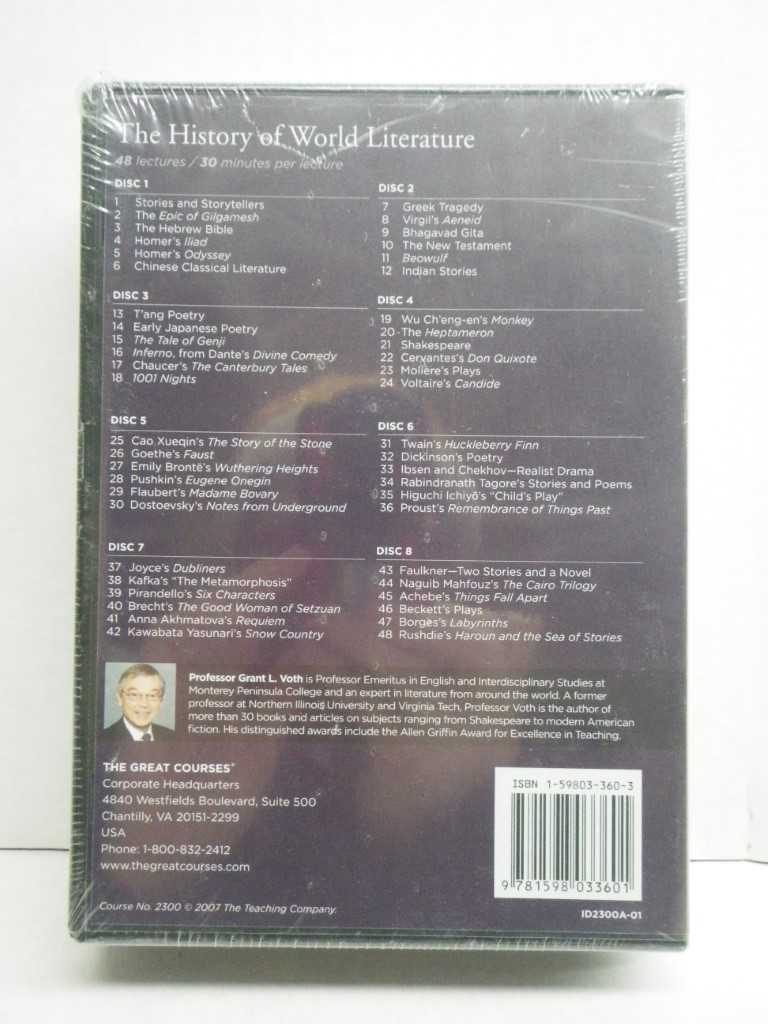 The History of World Literature
48 lectures / 30 minutes per lecture
DISC 1
1 Stories and Storytellers
2 The Epic of Gilgamesh
3 The Hebrew Bible
4 Homer's Iliad
5 Homer's Odyssey
6 Chinese Classical Literature
DISC 2
7 Greek Tragedy
8 Virgil's Aeneid
9 Bhagavad Gita
10 The New Testament
11 Beowulf
12 Indian Stories
DISC 3
13 T'ang Poetry
14 Early Japanese Poetry
15 The Tale of Genji
16 Inferno, from Dante's Divine Comedy
17 Chaucer's The Canterbury Tales
18 1001 Nights
DISC 4
19 Wu Ch'eng-en's Monkey
20 The Heptameron
21 Shakespeare
22 Cervantes's Don Quixote
23 Molière's Plays
24 Voltaire's Candide
DISC 5
25 Cao Xueqin's The Story of the Stone
26 Goethe's Faust
27 Emily Brontë's Wuthering Heights
28 Pushkin's Eugene Onegin
29 Flaubert's Madame Bovary
30 Dostoevsky's Notes from Underground
DISC 6
31 Twain's Huckleberry Finn
32 Dickinson's Poetry
33 Ibsen and Chekhov—Realist Drama
34 Rabindranath Tagore's Stories and Poems
35 Higuchi Ichiyō's "Child's Play"
36 Proust's Remembrance of Things Past
DISC 7
37 Joyce's Dubliners
38 Kafka's "The Metamorphosis"
39 Pirandello's Six Characters
40 Brecht's The Good Woman of Setzuan
41 Anna Akhmatova's Requiem
42 Kawabata Yasunari's Snow Country
DISC 8
43 Faulkner—Two Stories and a Novel
44 Naguib Mahfouz's The Cairo Trilogy
45 Achebe's Things Fall Apart
46 Beckett's Plays
47 Borges's Labyrinths
48 Rushdie's Haroun and the Sea of Stories
Professor Grant L. Voth is Professor Emeritus in English and Interdisciplinary Studies at
Monterey Peninsula College and an expert in literature from around the world. A former
professor at Northern Illinois University and Virginia Tech, Professor Voth is the author of
more than 30 books and articles on subjects ranging from Shakespeare to modern American
fiction. His distinguished awards include the Allen Griffin Award for Excellence in Teaching.
THE GREAT COURSES®
Corporate Headquarters
4840 Westfields Boulevard, Suite 500
Chantilly, VA 20151-2299
USA
Phone: 1-800-832-2412
www.thegreatcourses.com
Course No. 2300 © 2007 The Teaching Company.
ISBN 1-59803-360-3
9 781598 033601
ID2300A-01